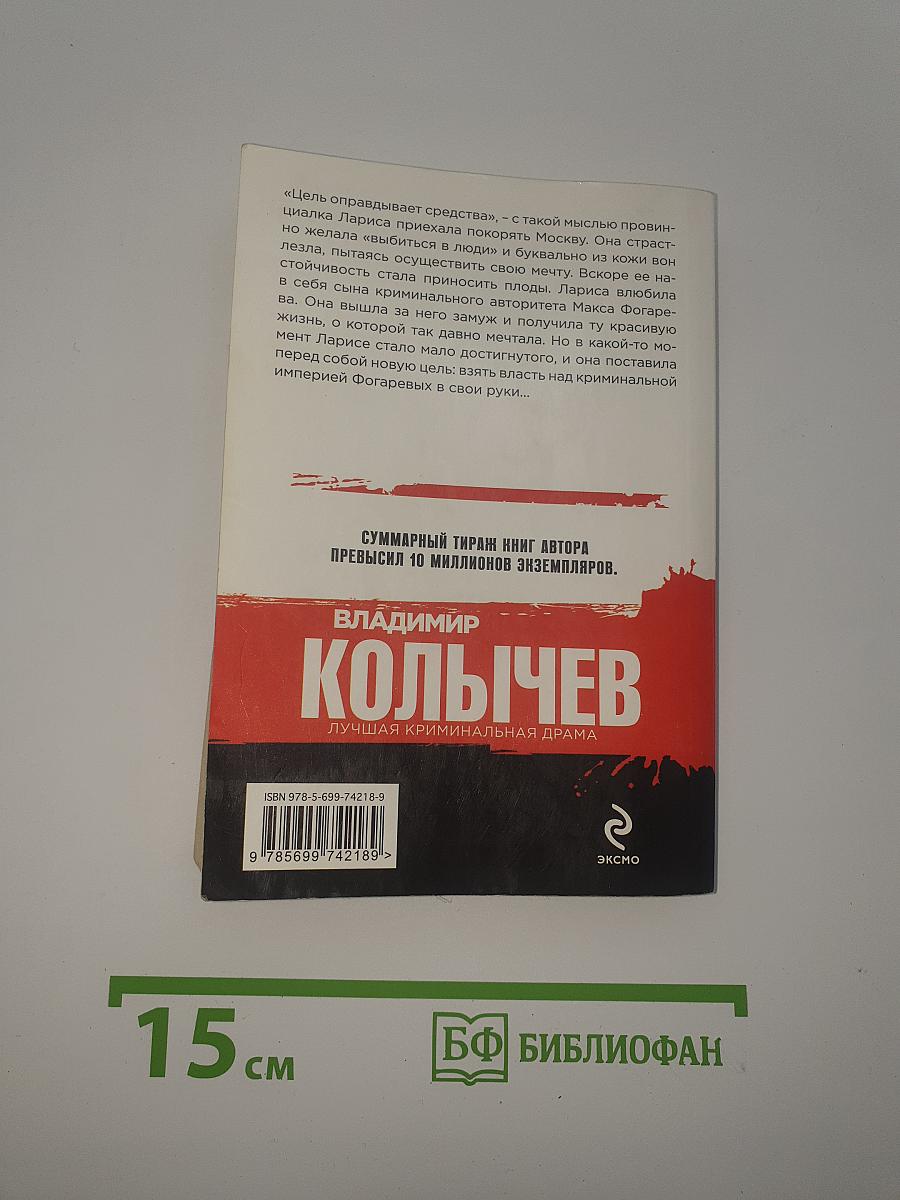 «Цель оправдывает средства», – с такой мыслью провин-
циалка Лариса приехала покорять Москву. Она страст-
но желала «выбиться в люди» и буквально из кожи вон
лезла, пытаясь осуществить свою мечту. Вскоре ее на-
стойчивость стала приносить плоды. Лариса влюбила
в себя сына криминального авторитета Макса Фогаре-
ва. Она вышла за него замуж и получила ту красивую
жизнь, о которой так давно мечтала. Но в какой-то мо-
мент Ларисе стало мало достигнутого, и она поставила
перед собой новую цель: взять власть над криминальной
империей Фогаревых в свои руки...
СУММАРНЫЙ ТИРАЖ КНИГ АВТОРА
ПРЕВЫСИЛ 10 МИЛЛИОНОВ ЭКЗЕМПЛЯРОВ.
ВЛАДИМИР
КОЛЫЧЕВ
ЛУЧШАЯ КРИМИНАЛЬНАЯ ДРАМА
ISBN 978-5-699-74218-9
9 785699 742189 >
ЭКСМО
15 см
БФ БИБЛИОФАН